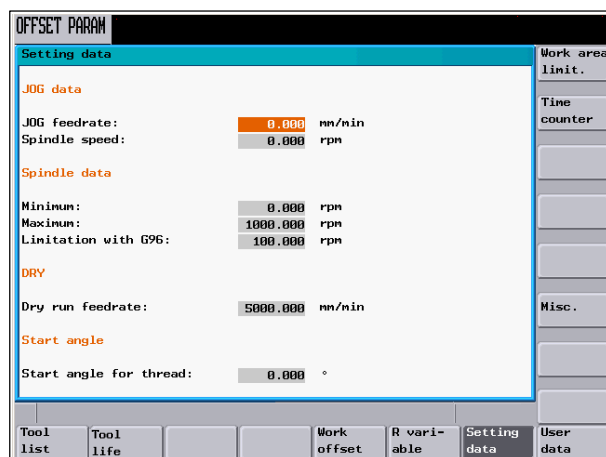 OFFSET PARAM
Setting data
Work area
limit.
JOG data
Time
counter
JOG feedrate: 0.000 mm/min
Spindle speed: 0.000 rpm
Spindle data
Minimum: 0.000 rpm
Maximum: 1000.000 rpm
Limitation with G96: 100.000 rpm
DRY
Dry run feedrate: 5000.000 mm/min
Misc.
Start angle
Start angle for thread: 0.000 °
Tool
list
Tool
life
Work
offset
R vari-
able
Setting
data
User
data